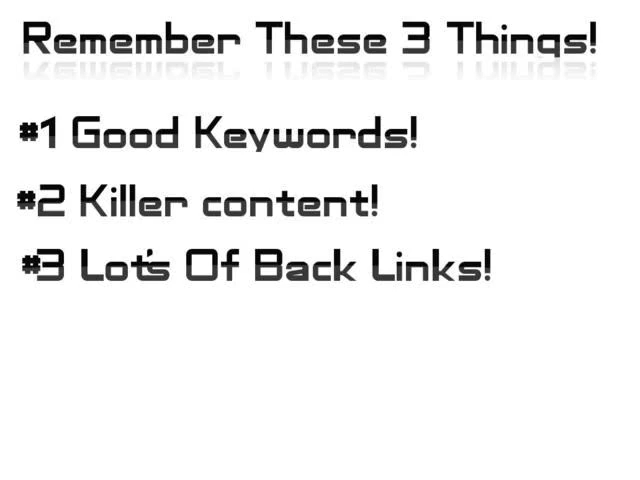 Remember These 3 Things!
#1 Good Keywords!
#2 Killer content!
#3 Lot's Of Back Links!